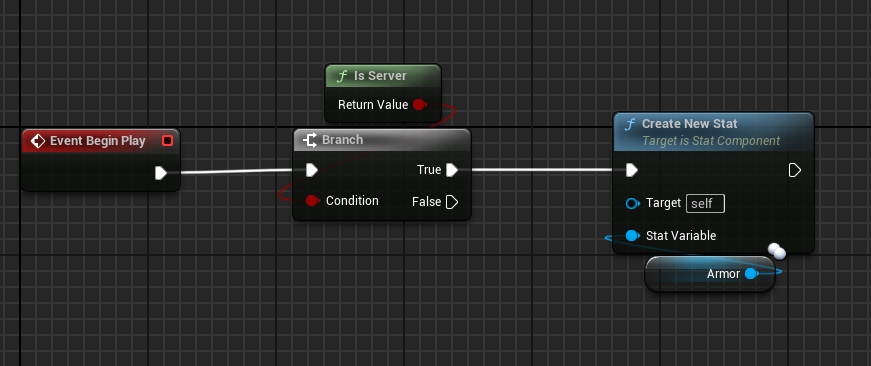 Is Server
Return Value
Event Begin Play
Branch
True
Condition
False
Create New Stat
Target is Stat Component
Target self
Stat Variable
Armor